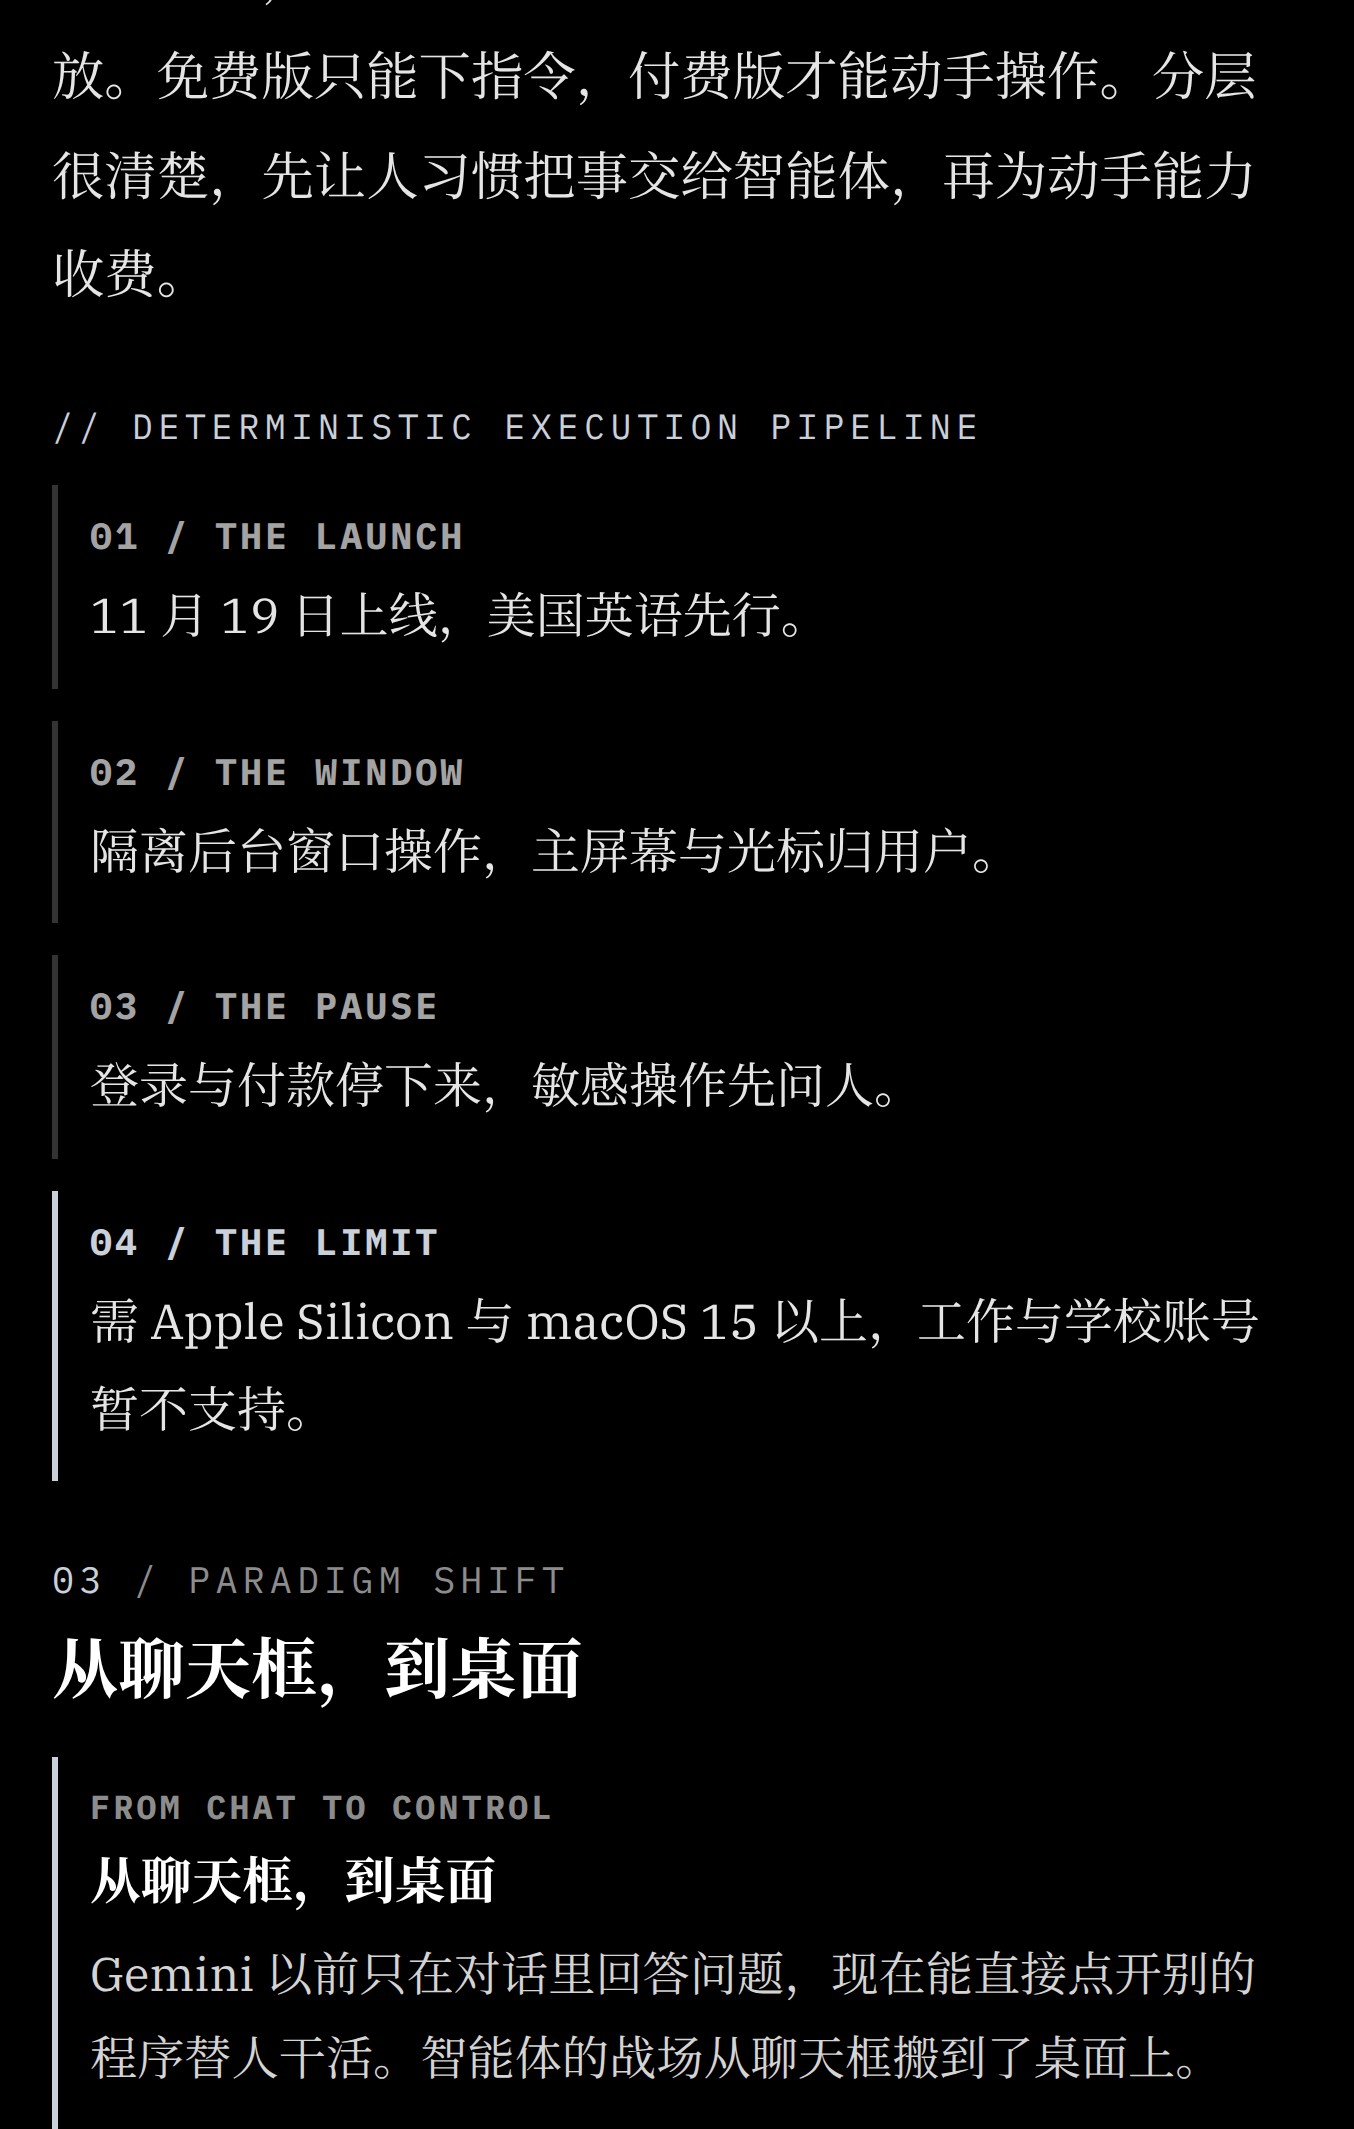 放。免费版只能下指令，付费版才能动手操作。分层
很清楚，先让人习惯把事交给智能体，再为动手能力
收费。
// DETERMINISTIC EXECUTION PIPELINE
01 / THE LAUNCH
11 月 19 日上线，美国英语先行。
02 / THE WINDOW
隔离后台窗口操作，主屏幕与光标归用户。
03 / THE PAUSE
登录与付款停下来，敏感操作先问人。
04 / THE LIMIT
需 Apple Silicon 与 macOS 15 以上，工作与学校账号
暂不支持。
03 / PARADIGM SHIFT
从聊天框，到桌面
FROM CHAT TO CONTROL
从聊天框，到桌面
Gemini 以前只在对话里回答问题，现在能直接点开别的
程序替人干活。智能体的战场从聊天框搬到了桌面上。